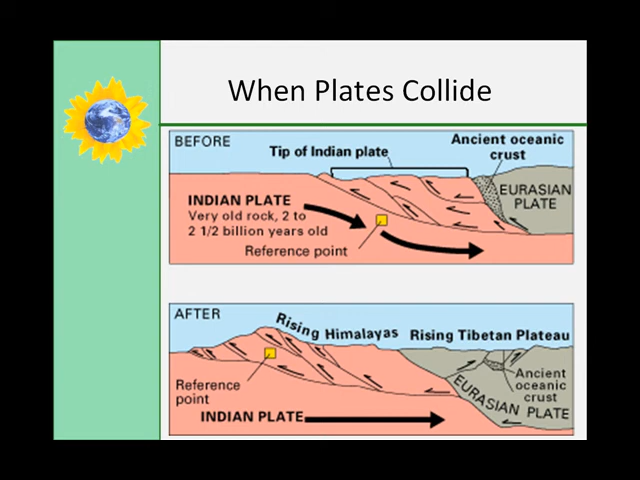 When Plates Collide
BEFORE
Tip of Indian plate
Ancient oceanic
crust
INDIAN PLATE
Very old rock, 2 to
2 1/2 billion years old
Reference point
EURASIAN
PLATE
AFTER
Rising Himalayas
Rising Tibetan Plateau
Reference
point
Ancient
oceanic
crust
EURASIAN PLATE
INDIAN PLATE